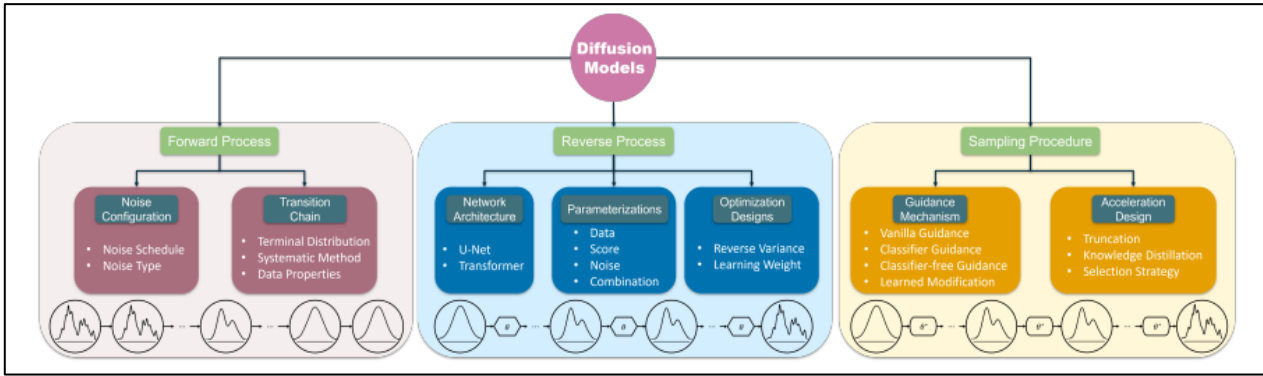 Diffusion
Models
Forward Process
Noise
Configuration
• Noise Schedule
• Noise Type
Transition
Chain
• Terminal Distribution
• Systematic Method
• Data Properties
Reverse Process
Network
Architecture
• U-Net
• Transformer
Parameterizations
• Data
• Score
• Noise
• Combination
Optimization
Designs
• Reverse Variance
• Learning Weight
Sampling Procedure
Guidance
Mechanism
• Vanilla Guidance
• Classifier Guidance
• Classifier-free Guidance
• Learned Modification
Acceleration
Design
• Truncation
• Knowledge Distillation
• Selection Strategy
... ...
θ ... θ ... θ
θ* ... θ* ... θ*